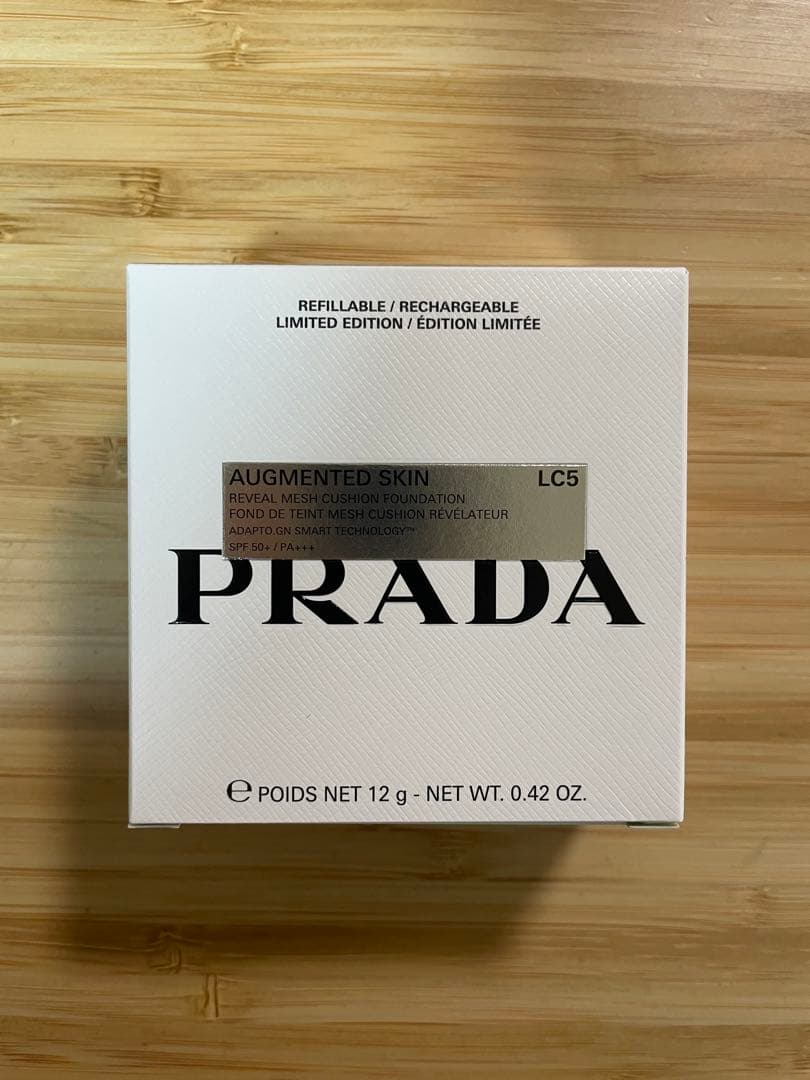 REFILLABLE / RECHARGEABLE
LIMITED EDITION / ÉDITION LIMITÉE
AUGMENTED SKIN LC5
REVEAL MESH CUSHION FOUNDATION
FOND DE TEINT MESH CUSHION RÉVÉLATEUR
ADAPTO.GN SMART TECHNOLOGY™
SPF 50+ / PA+++
PRADA
℮ POIDS NET 12 g - NET WT. 0.42 OZ.